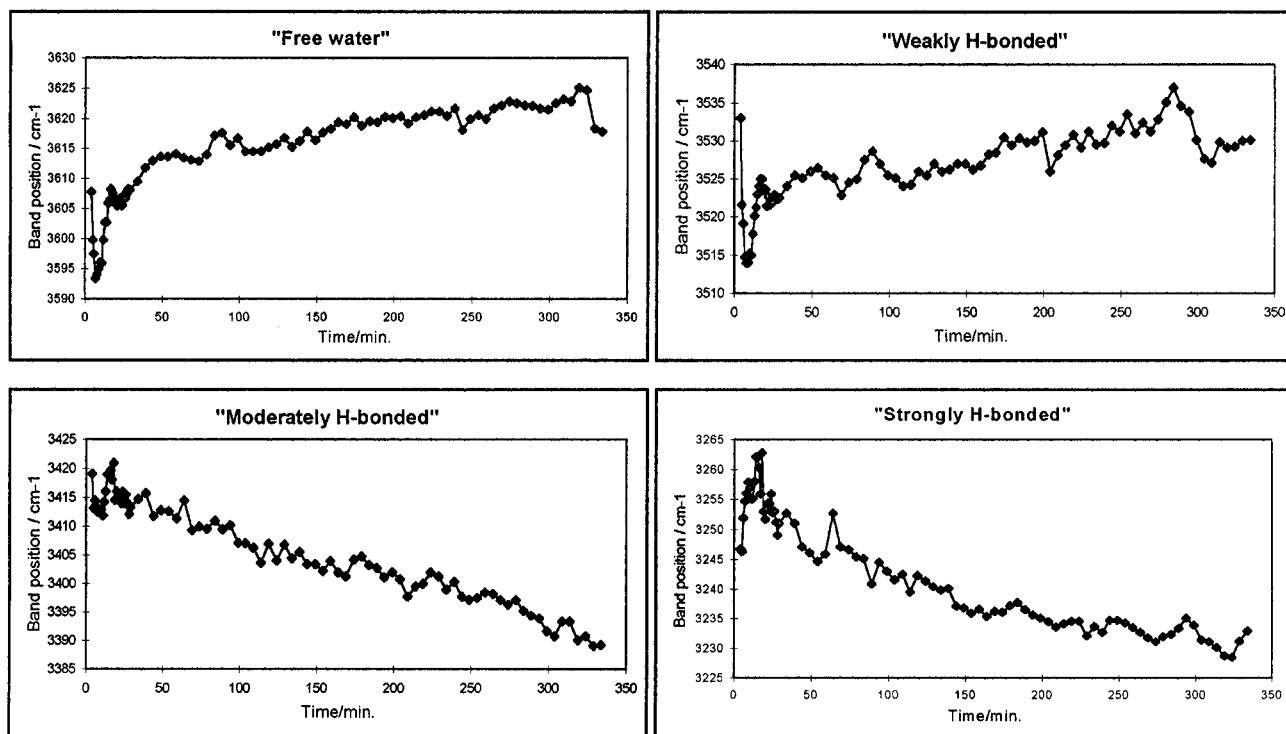 "Free water"
Band position / cm-1
3630
3625
3620
3615
3610
3605
3600
3595
3590
0 50 100 150 200 250 300 350
Time/min.
"Weakly H-bonded"
Band position / cm-1
3540
3535
3530
3525
3520
3515
3510
0 50 100 150 200 250 300 350
Time/min.
"Moderately H-bonded"
Band position / cm-1
3425
3420
3415
3410
3405
3400
3395
3390
3385
0 50 100 150 200 250 300 350
Time/min.
"Strongly H-bonded"
Band position / cm-1
3265
3260
3255
3250
3245
3240
3235
3230
3225
0 50 100 150 200 250 300 350
Time/min.